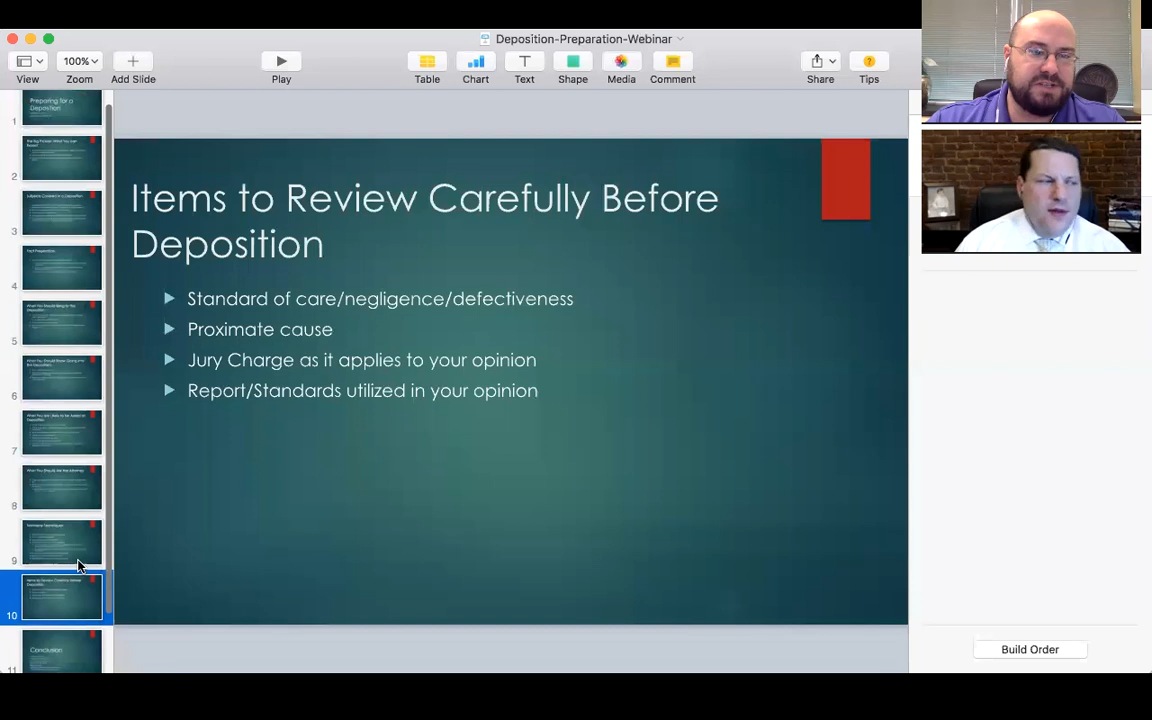 Deposition-Preparation-Webinar
100%
View
Zoom
Add Slide
Play
Table
Chart
Text
Shape
Media
Comment
Share
Tips
Preparing for a
Deposition
1
2
3
4
5
6
7
8
9
10
Conclusion
11
Items to Review Carefully Before
Deposition
Standard of care/negligence/defectiveness
Proximate cause
Jury Charge as it applies to your opinion
Report/Standards utilized in your opinion
Build Order